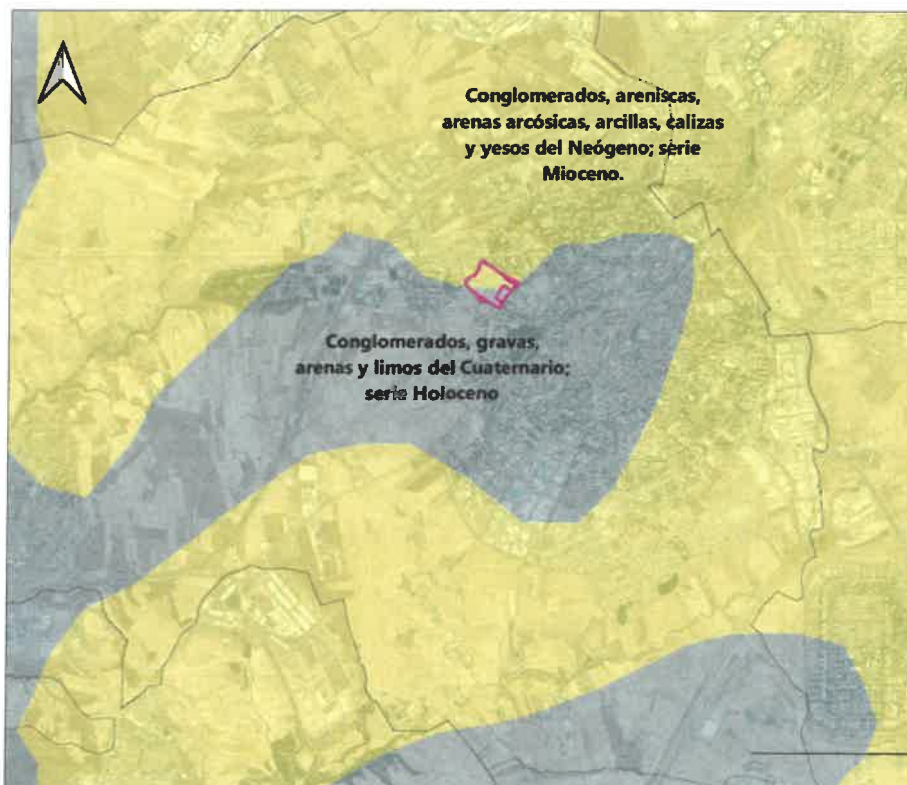 Conglomerados, areniscas,
arenas arcósicas, arcillas, calizas
y yesos del Neógeno; serie
Mioceno.
Conglomerados, gravas,
arenas y limos del Cuaternario;
serie Holoceno